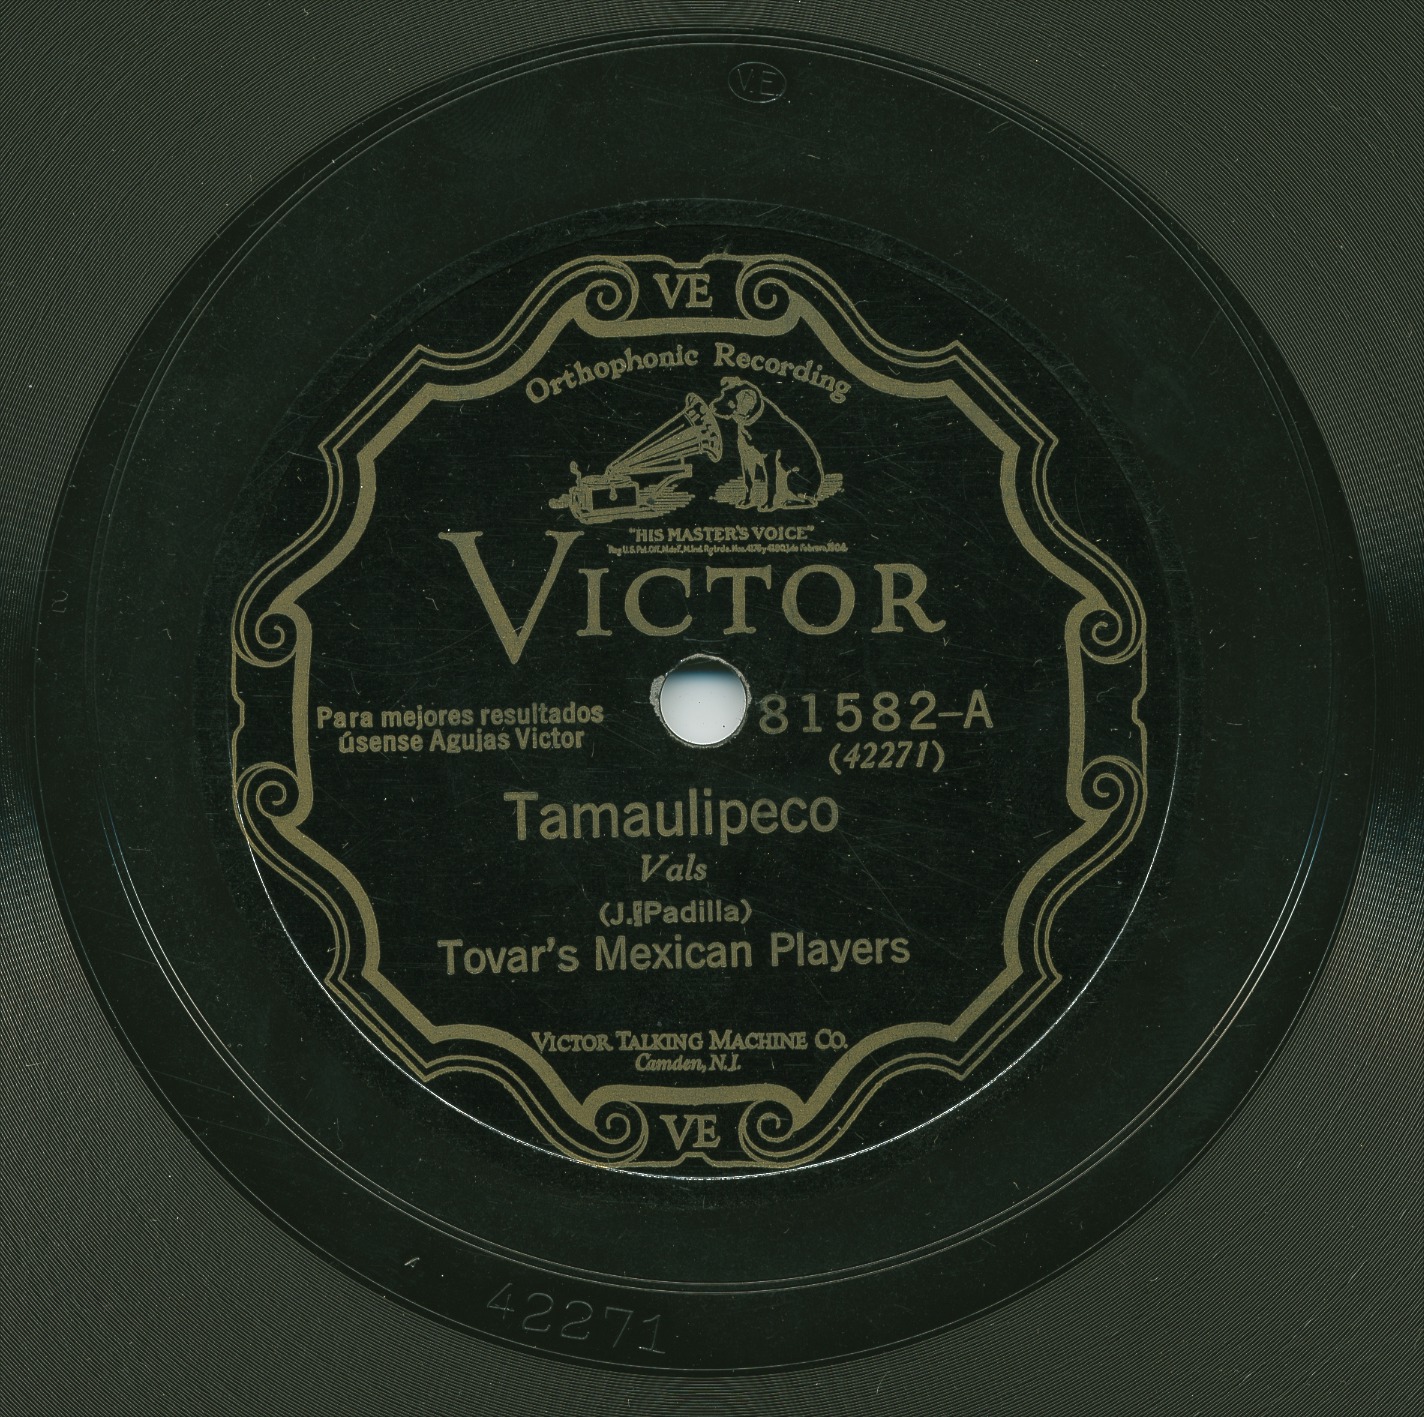 V.E.
VE
Orthophonic Recording
"HIS MASTER'S VOICE"
VICTOR
Para mejores resultados
úsense Agujas Victor
81582-A
(42271)
Tamaulipeco
Vals
(J. Padilla)
Tovar's Mexican Players
VICTOR TALKING MACHINE CO.
Camden, N.J.
VE
42271